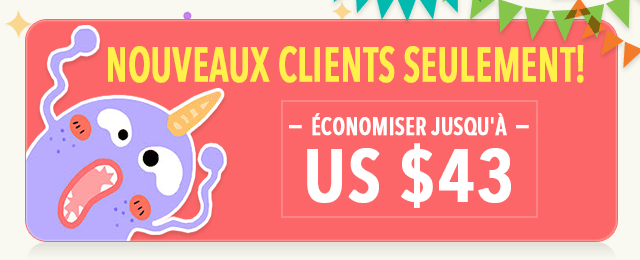 NOUVEAUX CLIENTS SEULEMENT!
– ÉCONOMISER JUSQU'À –
US $43